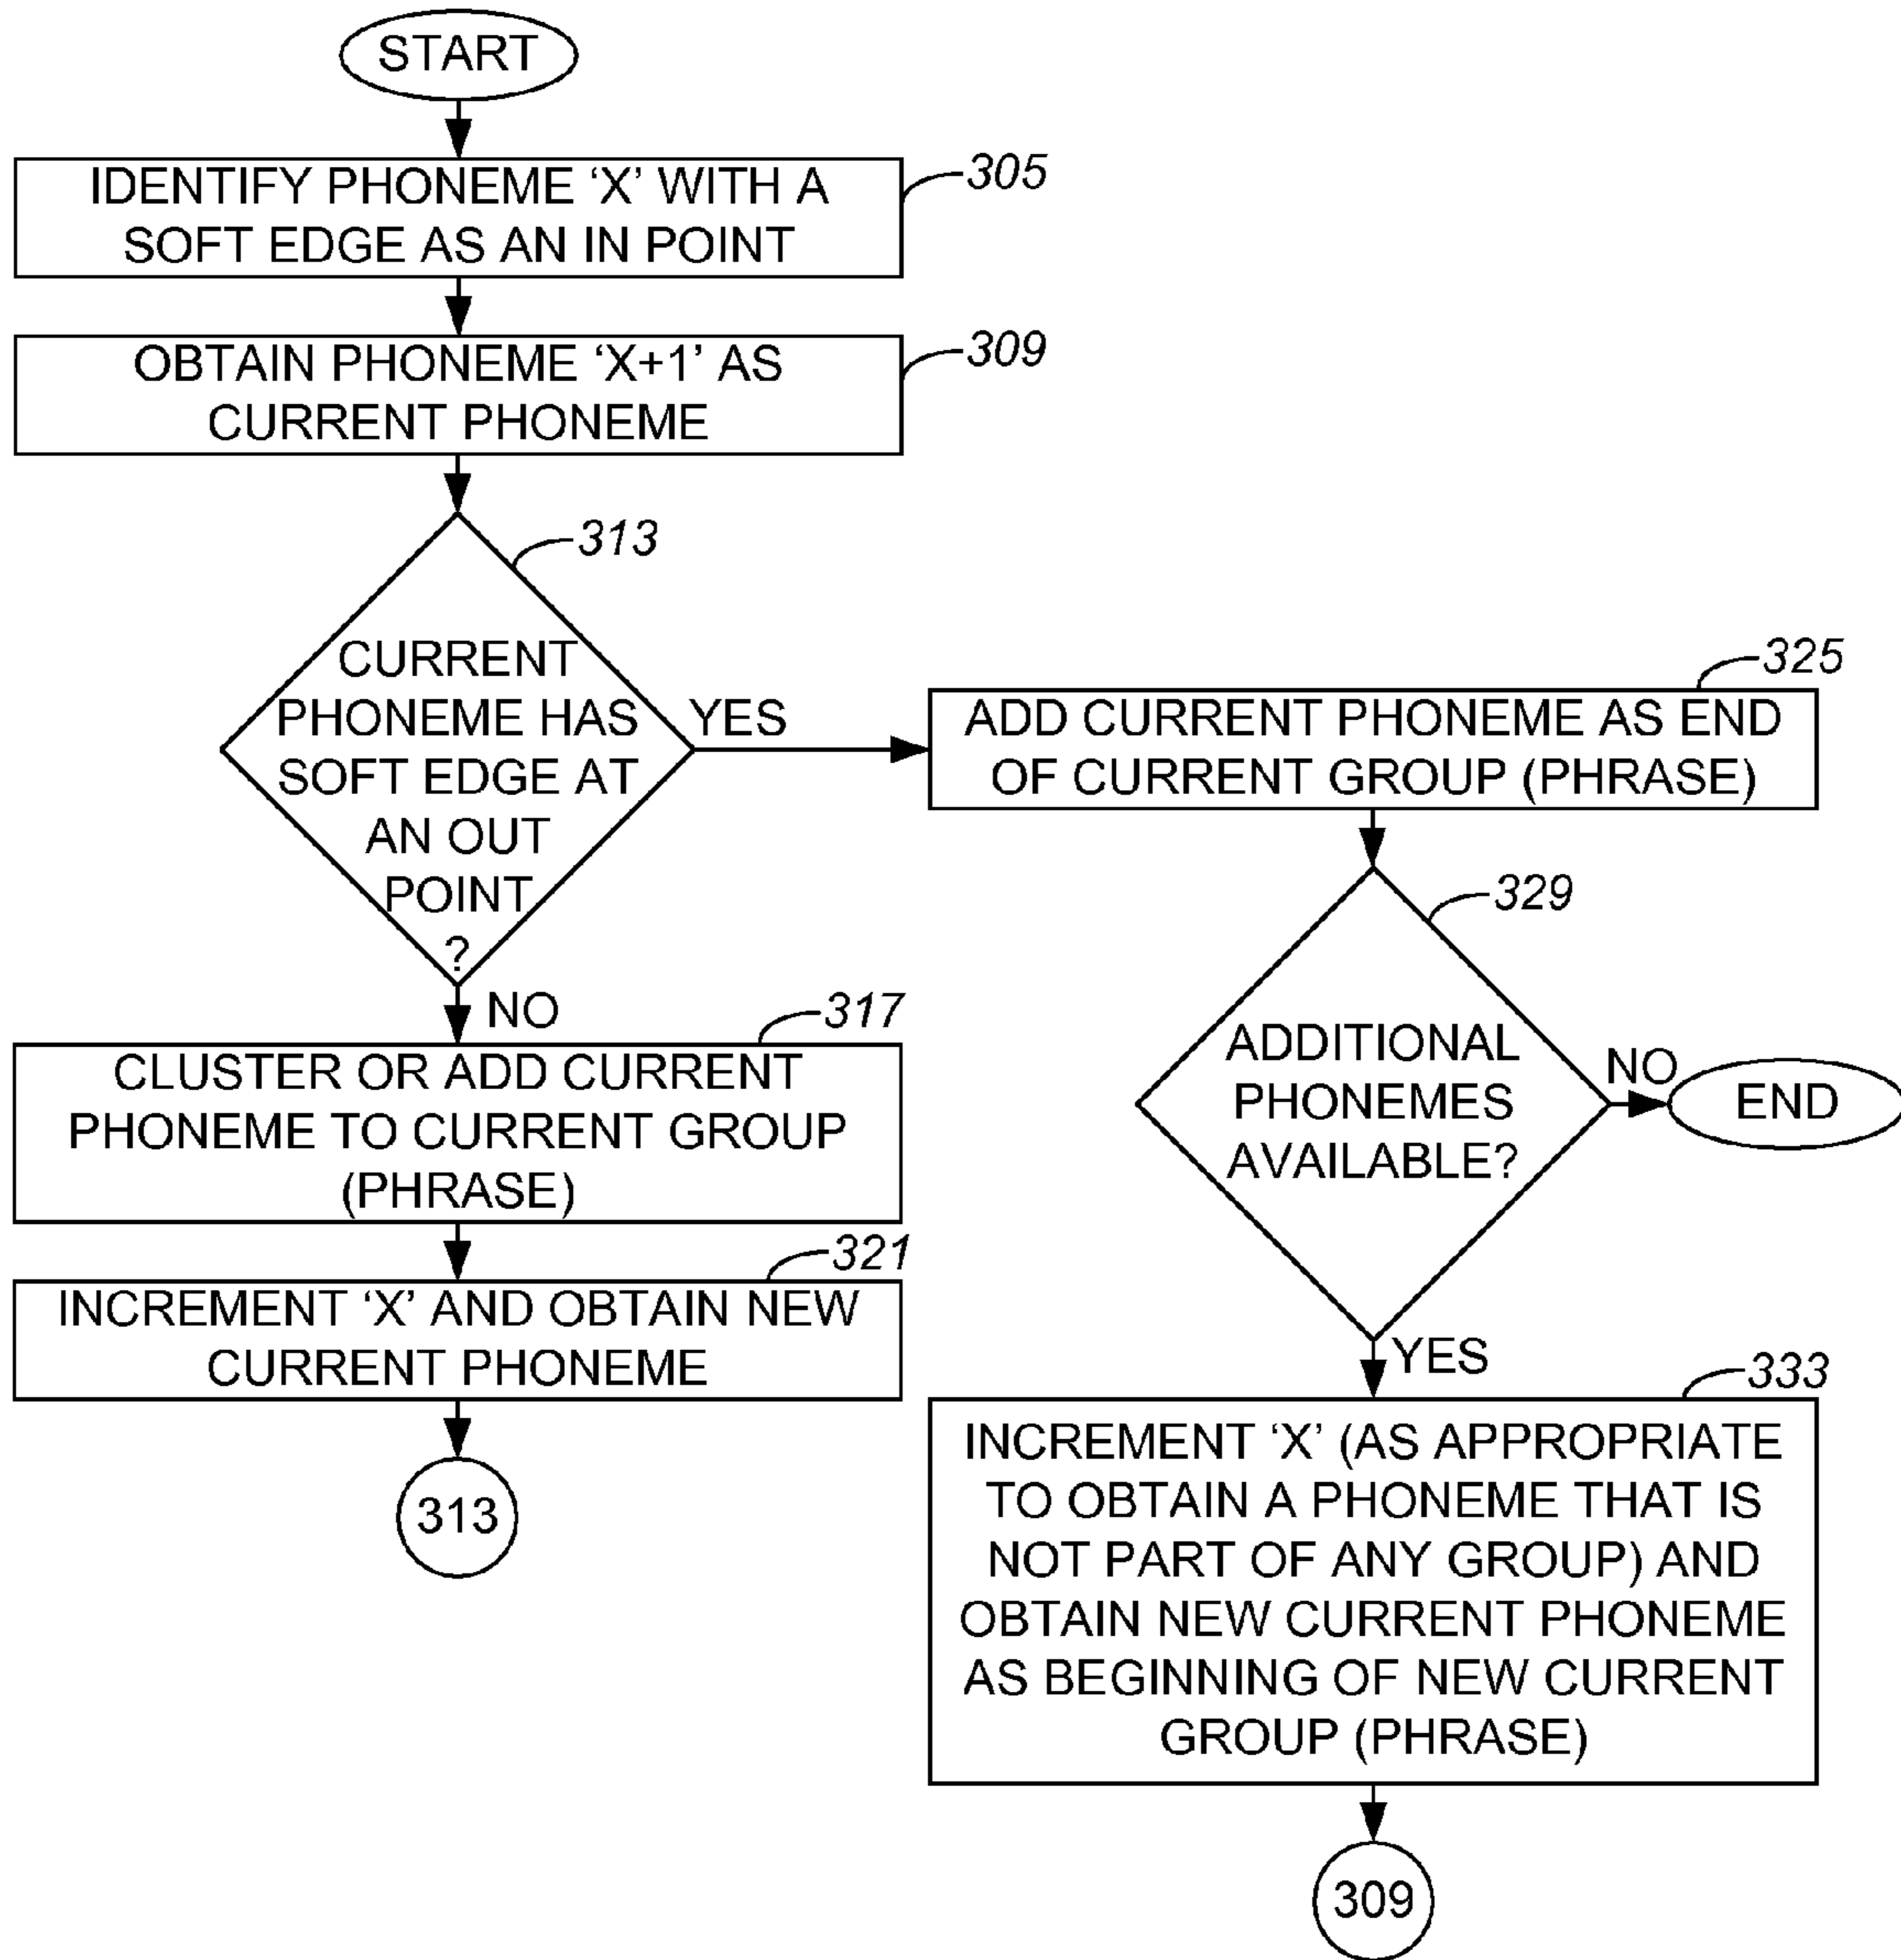 START
IDENTIFY PHONEME ‘X’ WITH A
SOFT EDGE AS AN IN POINT
305
OBTAIN PHONEME ‘X+1’ AS
CURRENT PHONEME
309
313
CURRENT
PHONEME HAS
SOFT EDGE AT
AN OUT
POINT
?
YES
NO
317
CLUSTER OR ADD CURRENT
PHONEME TO CURRENT GROUP
(PHRASE)
321
INCREMENT ‘X’ AND OBTAIN NEW
CURRENT PHONEME
313
325
ADD CURRENT PHONEME AS END
OF CURRENT GROUP (PHRASE)
329
ADDITIONAL
PHONEMES
AVAILABLE?
NO
END
YES
333
INCREMENT ‘X’ (AS APPROPRIATE
TO OBTAIN A PHONEME THAT IS
NOT PART OF ANY GROUP) AND
OBTAIN NEW CURRENT PHONEME
AS BEGINNING OF NEW CURRENT
GROUP (PHRASE)
309